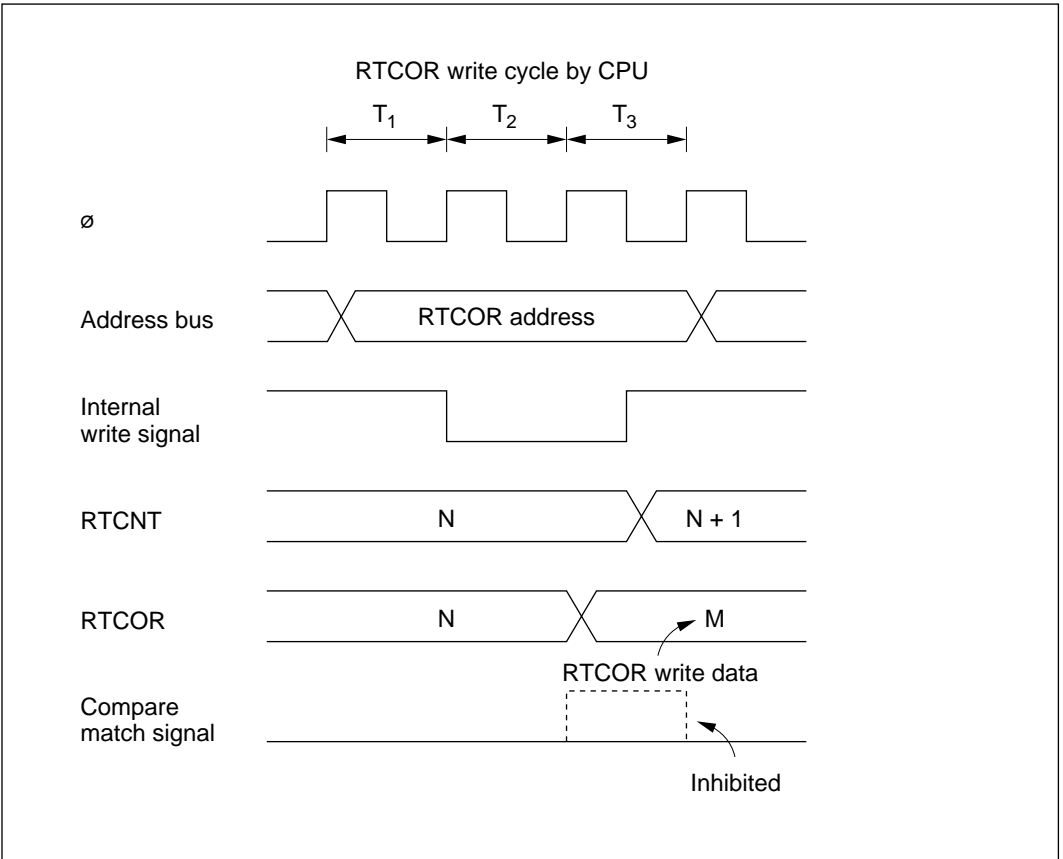 RTCOR write cycle by CPU
T1 T2 T3
ø
Address bus
RTCOR address
Internal
write signal
RTCNT
N
N + 1
RTCOR
N
M
RTCOR write data
Compare
match signal
Inhibited